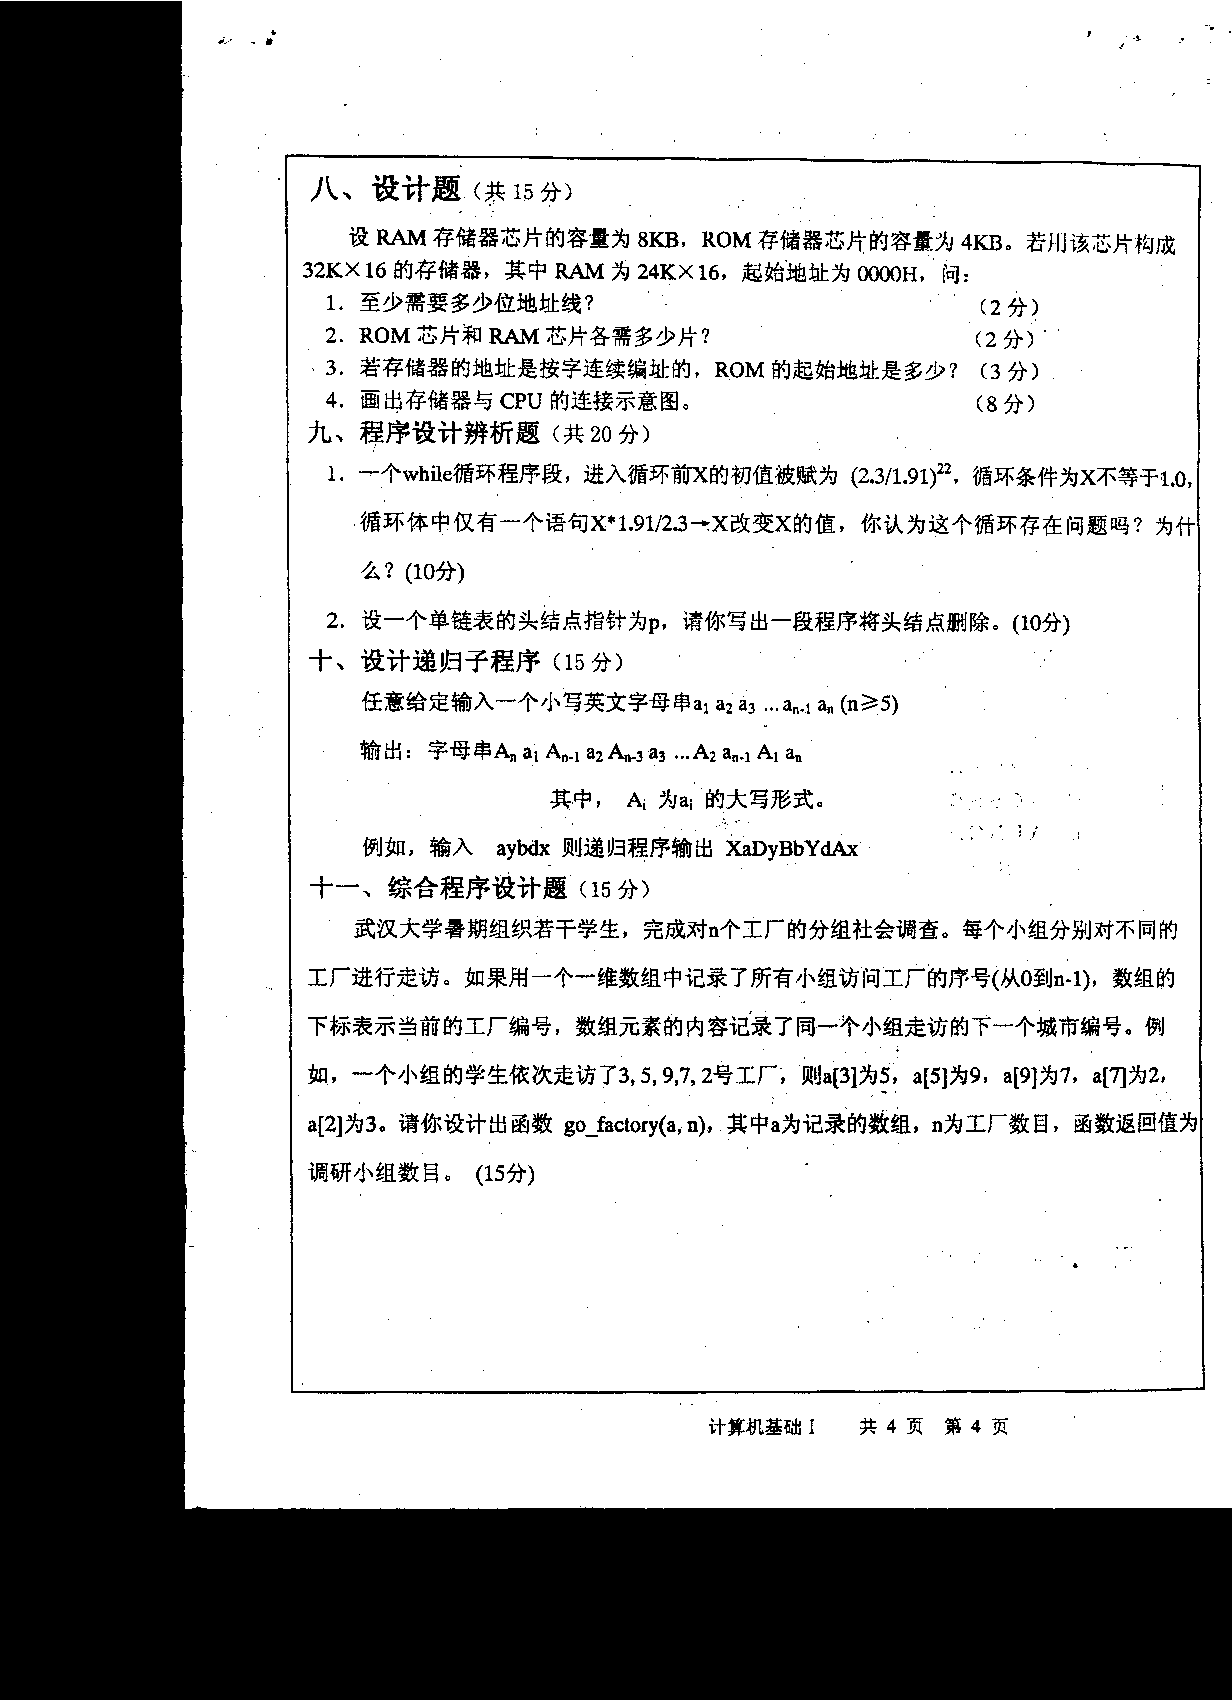 八、设计题（共 15 分）
设 RAM 存储器芯片的容量为 8KB，ROM 存储器芯片的容量为 4KB。若用该芯片构成
32K×16 的存储器，其中 RAM 为 24K×16，起始地址为 0000H，问：
1．至少需要多少位地址线？ （2 分）
2．ROM 芯片和 RAM 芯片各需多少片？ （2 分）
3．若存储器的地址是按字连续编址的，ROM 的起始地址是多少？ （3 分）
4．画出存储器与 CPU 的连接示意图。 （8 分）
九、程序设计辨析题（共 20 分）
1．一个while循环程序段，进入循环前X的初值被赋为 (2.3/1.91)²²，循环条件为X不等于1.0，
循环体中仅有一个语句X*1.91/2.3→X改变X的值，你认为这个循环存在问题吗？为什
么？(10分)
2．设一个单链表的头结点指针为p，请你写出一段程序将头结点删除。(10分)
十、设计递归子程序（15 分）
任意给定输入一个小写英文字母串a₁ a₂ a₃ ...aₙ₋₁ aₙ (n≥5)
输出：字母串Aₙ a₁ Aₙ₋₁ a₂ Aₙ₋₃ a₃ ...A₂ aₙ₋₁ A₁ aₙ
其中， Aᵢ 为aᵢ 的大写形式。
例如，输入 aybdx 则递归程序输出 XaDyBbYdAx
十一、综合程序设计题（15 分）
武汉大学暑期组织若干学生，完成对n个工厂的分组社会调查。每个小组分别对不同的
工厂进行走访。如果用一个一维数组中记录了所有小组访问工厂的序号(从0到n-1)，数组的
下标表示当前的工厂编号，数组元素的内容记录了同一个小组走访的下一个城市编号。例
如，一个小组的学生依次走访了3, 5, 9,7, 2号工厂，则a[3]为5，a[5]为9，a[9]为7，a[7]为2，
a[2]为3。请你设计出函数 go_factory(a, n)，其中a为记录的数组，n为工厂数目，函数返回值为
调研小组数目。 (15分)
计算机基础 I 共 4 页 第 4 页